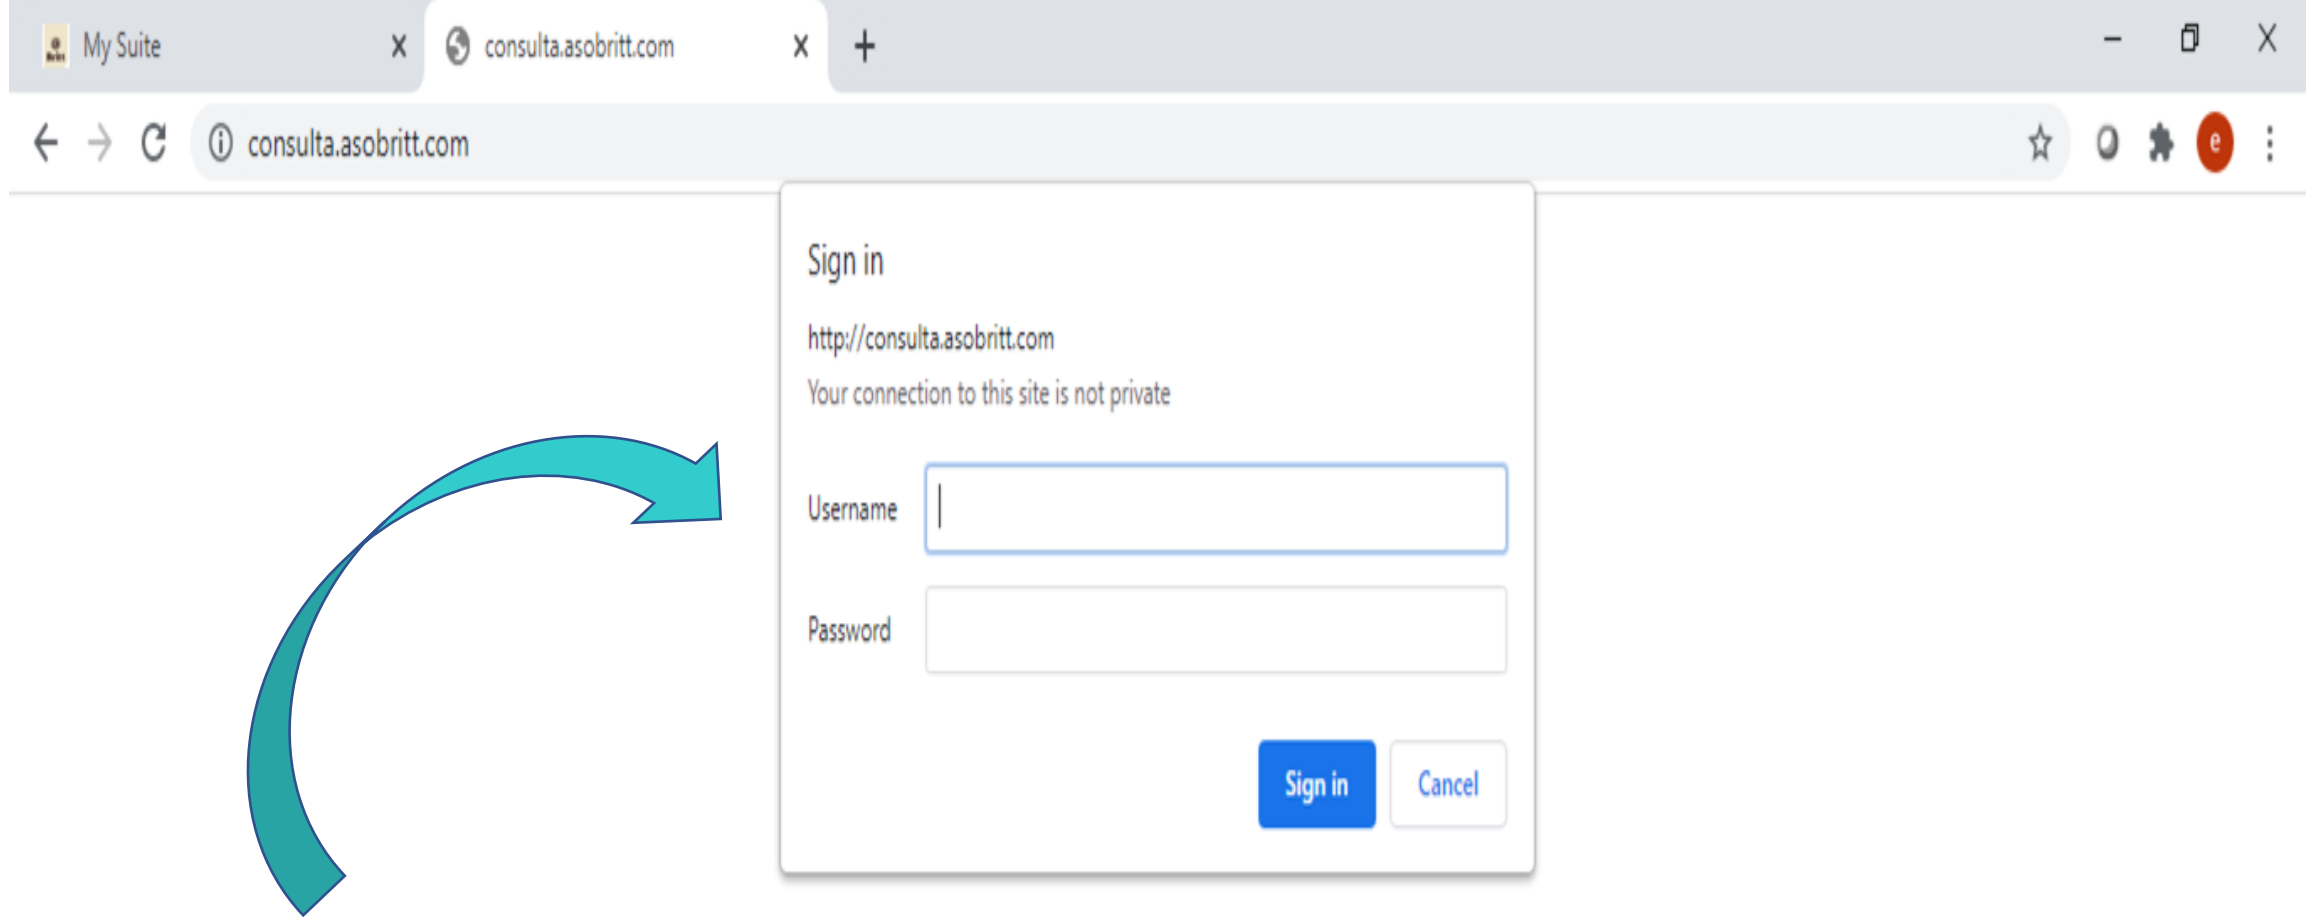 My Suite
consulta.asobritt.com
consulta.asobritt.com
e
Sign in
http://consulta.asobritt.com
Your connection to this site is not private
Username
Password
Sign in
Cancel